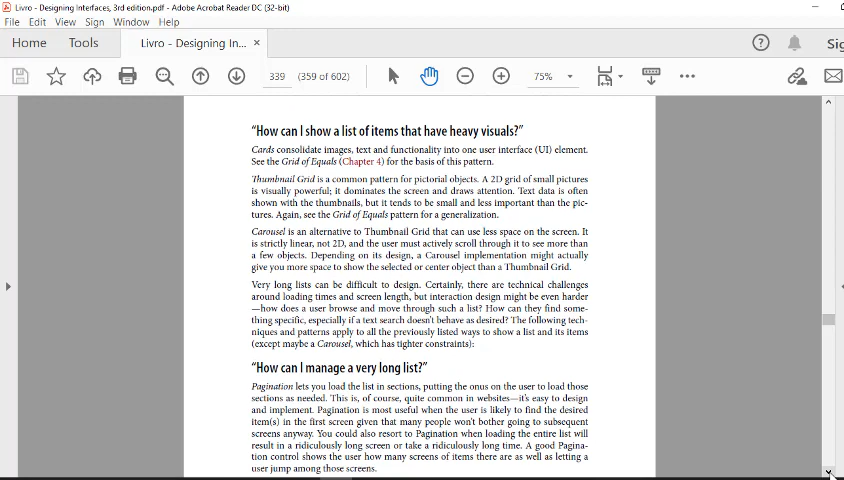 Livro - Designing Interfaces, 3rd edition.pdf - Adobe Acrobat Reader DC (32-bit)
File Edit View Sign Window Help
Home Tools Livro - Designing In... × Sig
339 (359 of 602) 75%
“How can I show a list of items that have heavy visuals?”
Cards consolidate images, text and functionality into one user interface (UI) element.
See the Grid of Equals (Chapter 4) for the basis of this pattern.
Thumbnail Grid is a common pattern for pictorial objects. A 2D grid of small pictures
is visually powerful; it dominates the screen and draws attention. Text data is often
shown with the thumbnails, but it tends to be small and less important than the pic-
tures. Again, see the Grid of Equals pattern for a generalization.
Carousel is an alternative to Thumbnail Grid that can use less space on the screen. It
is strictly linear, not 2D, and the user must actively scroll through it to see more than
a few objects. Depending on its design, a Carousel implementation might actually
give you more space to show the selected or center object than a Thumbnail Grid.
Very long lists can be difficult to design. Certainly, there are technical challenges
around loading times and screen length, but interaction design might be even harder
—how does a user browse and move through such a list? How can they find some-
thing specific, especially if a text search doesn’t behave as desired? The following tech-
niques and patterns apply to all the previously listed ways to show a list and its items
(except maybe a Carousel, which has tighter constraints):
“How can I manage a very long list?”
Pagination lets you load the list in sections, putting the onus on the user to load those
sections as needed. This is, of course, quite common in websites—it’s easy to design
and implement. Pagination is most useful when the user is likely to find the desired
item(s) in the first screen given that many people won’t bother going to subsequent
screens anyway. You could also resort to Pagination when loading the entire list will
result in a ridiculously long screen or take a ridiculously long time. A good Pagina-
tion control shows the user how many screens of items there are as well as letting a
user jump among those screens.